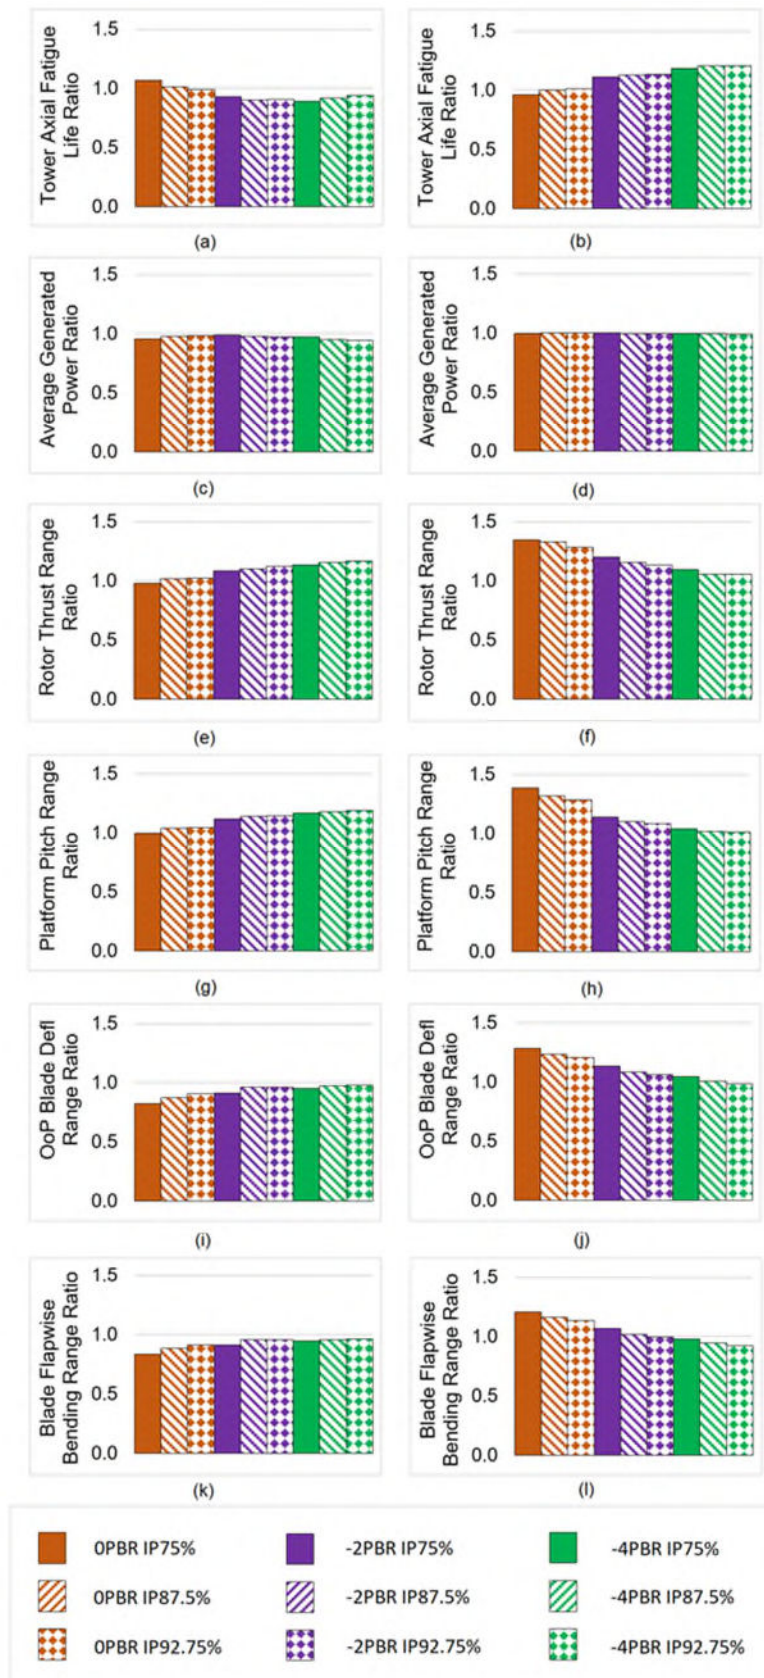 Tower Axial Fatigue
Life Ratio
1.5
1.0
0.5
0.0
(a)
Tower Axial Fatigue
Life Ratio
1.5
1.0
0.5
0.0
(b)
Average Generated
Power Ratio
1.5
1.0
0.5
0.0
(c)
Average Generated
Power Ratio
1.5
1.0
0.5
0.0
(d)
Rotor Thrust Range
Ratio
1.5
1.0
0.5
0.0
(e)
Rotor Thrust Range
Ratio
1.5
1.0
0.5
0.0
(f)
Platform Pitch Range
Ratio
1.5
1.0
0.5
0.0
(g)
Platform Pitch Range
Ratio
1.5
1.0
0.5
0.0
(h)
OoP Blade Defl
Range Ratio
1.5
1.0
0.5
0.0
(i)
OoP Blade Defl
Range Ratio
1.5
1.0
0.5
0.0
(j)
Blade Flapwise
Bending Range Ratio
1.5
1.0
0.5
0.0
(k)
Blade Flapwise
Bending Range Ratio
1.5
1.0
0.5
0.0
(l)
0PBR IP75%
-2PBR IP75%
-4PBR IP75%
0PBR IP87.5%
-2PBR IP87.5%
-4PBR IP87.5%
0PBR IP92.75%
-2PBR IP92.75%
-4PBR IP92.75%